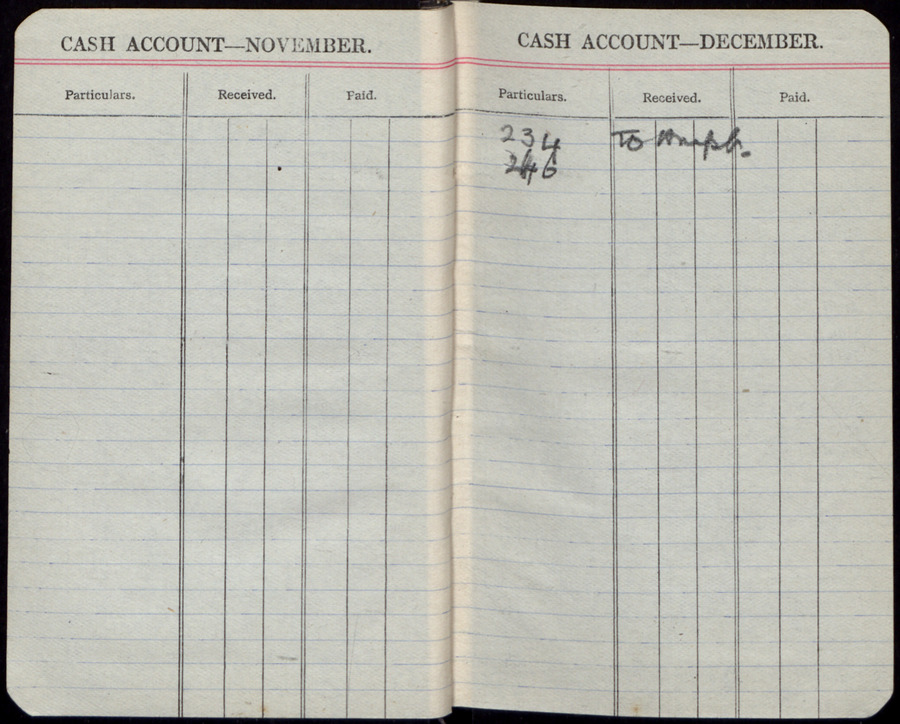 CASH ACCOUNT—NOVEMBER.
Particulars. Received. Paid.
CASH ACCOUNT—DECEMBER.
Particulars. Received. Paid.
234 To
246